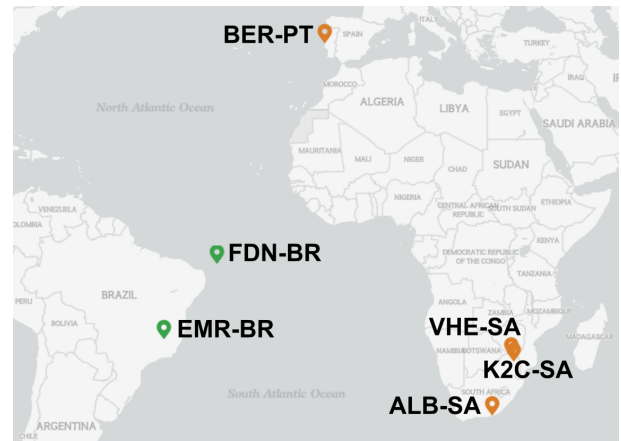 ITALY
BER-PT
SPAIN
TURKEY
MOROCCO
IRAQ
ALGERIA
LIBYA
EGYPT
North Atlantic Ocean
SAUDI ARABIA
MAURITANIA
MALI
NIGER
CHAD
SUDAN
NIGERIA
ETHIOPIA
CENTRAL AFRICAN
REPUBLIC
SOUTH SUDAN
VENEZUELA
OLOMBIA
KENYA
FDN-BR
DEMOCRATIC REPUBLIC
OF THE CONGO
TANZANIA
BRAZIL
PERU
ANGOLA
ZAMBIA
MOZAMBIQUE
BOLIVIA
EMR-BR
VHE-SA
MADAGASCAR
NAMIBIA
BOTSWANA
K2C-SA
South Atlantic Ocean
SOUTH AFRICA
ALB-SA
ARGENTINA
CHILE